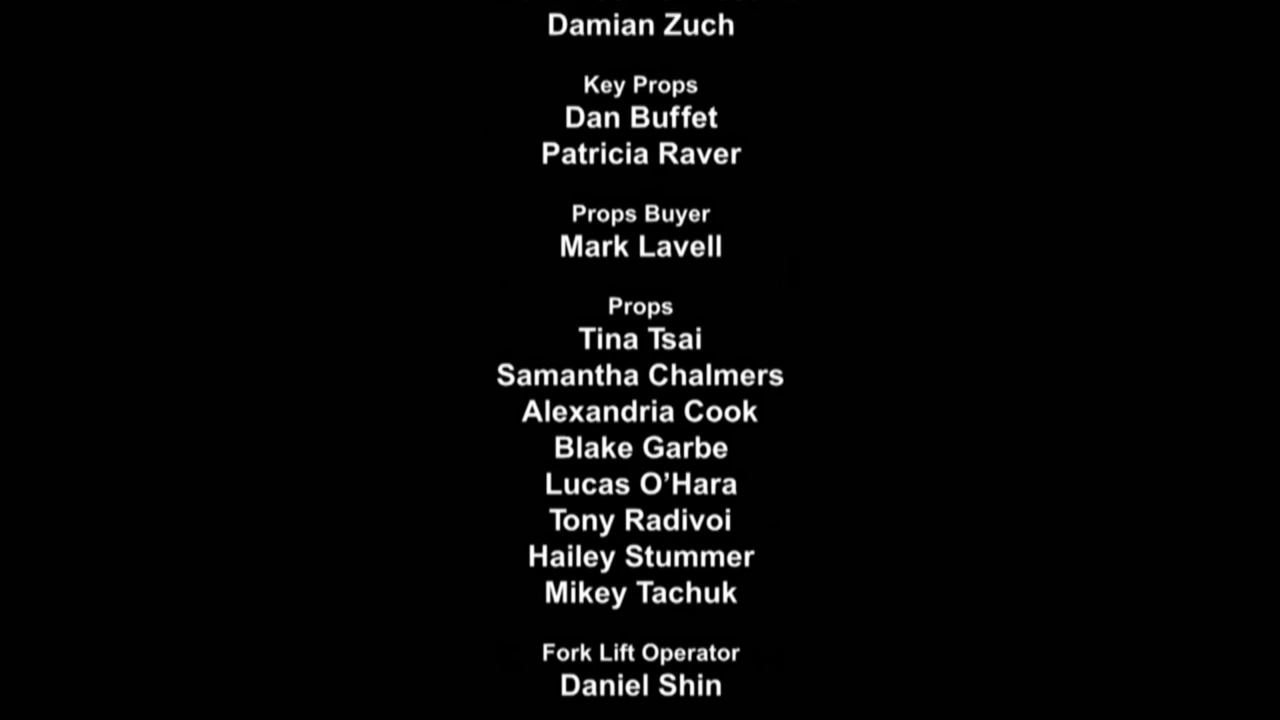 Damian Zuch
Key Props
Dan Buffet
Patricia Raver
Props Buyer
Mark Lavell
Props
Tina Tsai
Samantha Chalmers
Alexandria Cook
Blake Garbe
Lucas O’Hara
Tony Radivoi
Hailey Stummer
Mikey Tachuk
Fork Lift Operator
Daniel Shin